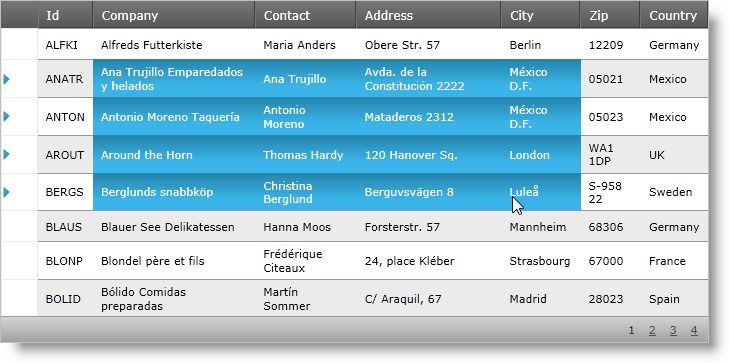 Id Company Contact Address City Zip Country
ALFKI Alfreds Futterkiste Maria Anders Obere Str. 57 Berlin 12209 Germany
ANATR Ana Trujillo Emparedados y helados Ana Trujillo Avda. de la Constitución 2222 México D.F. 05021 Mexico
ANTON Antonio Moreno Taquería Antonio Moreno Mataderos 2312 México D.F. 05023 Mexico
AROUT Around the Horn Thomas Hardy 120 Hanover Sq. London WA1 1DP UK
BERGS Berglunds snabbköp Christina Berglund Berguvsvägen 8 Luleå S-958 22 Sweden
BLAUS Blauer See Delikatessen Hanna Moos Forsterstr. 57 Mannheim 68306 Germany
BLONP Blondel père et fils Frédérique Citeaux 24, place Kléber Strasbourg 67000 France
BOLID Bólido Comidas preparadas Martín Sommer C/ Araquil, 67 Madrid 28023 Spain
1 2 3 4